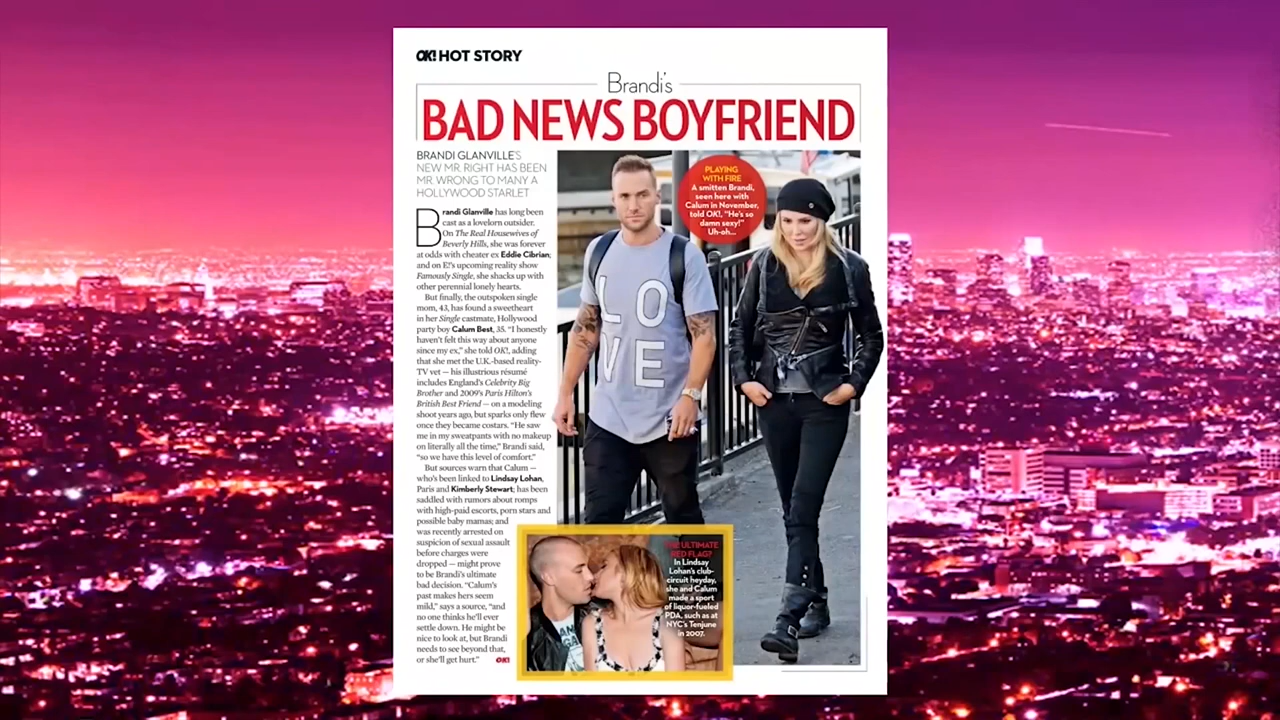 OK! HOT STORY
Brandi's
BAD NEWS BOYFRIEND
BRANDI GLANVILLE'S
NEW MR. RIGHT HAS BEEN
MR. WRONG TO MANY A
HOLLYWOOD STARLET
Brandi Glanville has long been
cast as a lovelorn outsider.
On The Real Housewives of
Beverly Hills, she was forever
at odds with cheater ex Eddie Cibrian;
and on E!'s upcoming reality show
Famously Single, she shacks up with
other perennial lonely hearts.
But finally, the outspoken single
mom, 43, has found a sweetheart
in her Single castmate, Hollywood
party boy Calum Best, 35. "I honestly
haven't felt this way about anyone
since my ex," she told OK!, adding
that she met the U.K.-based reality-
TV vet — his illustrious résumé
includes England's Celebrity Big
Brother and 2009's Paris Hilton's
British Best Friend — on a modeling
shoot years ago, but sparks only flew
once they became costars. "He saw
me in my sweatpants with no makeup
on literally all the time," Brandi said,
"so we have this level of comfort."
But sources warn that Calum —
who's been linked to Lindsay Lohan,
Paris and Kimberly Stewart; has been
saddled with rumors about romps
with high-paid escorts, porn stars and
possible baby mamas; and
was recently arrested on
suspicion of sexual assault
before charges were
dropped — might prove
to be Brandi's ultimate
bad decision. "Calum's
past makes hers seem
mild," says a source, "and
no one thinks he'll ever
settle down. He might be
nice to look at, but Brandi
needs to see beyond that,
or she'll get hurt." OK!
PLAYING
WITH FIRE
A smitten Brandi,
seen here with
Calum in November,
told OK!, "He's so
damn sexy!"
Uh-oh...
LO
VE
THE ULTIMATE
RED FLAG?
In Lindsay
Lohan's club-
circuit heyday,
she and Calum
made a sport
of liquor-fueled
PDA, such as at
NYC's Tenjune
in 2007.